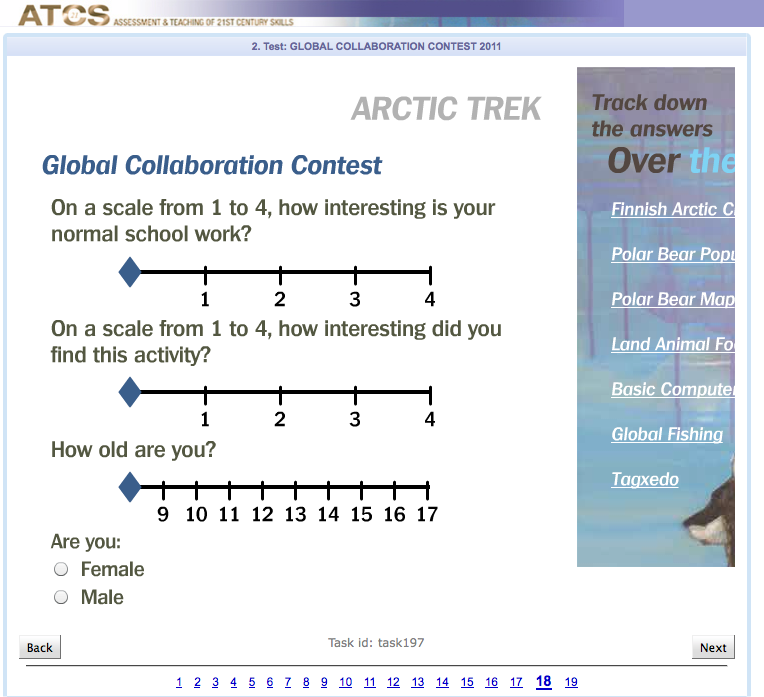 ATCS ASSESSMENT & TEACHING OF 21ST CENTURY SKILLS
2. Test: GLOBAL COLLABORATION CONTEST 2011
ARCTIC TREK
Global Collaboration Contest
On a scale from 1 to 4, how interesting is your
normal school work?
1 2 3 4
On a scale from 1 to 4, how interesting did you
find this activity?
1 2 3 4
How old are you?
9 10 11 12 13 14 15 16 17
Are you:
Female
Male
Track down
the answers
Over the
Finnish Arctic C
Polar Bear Popu
Polar Bear Map
Land Animal Fo
Basic Computer
Global Fishing
Tagxedo
Back
Task id: task197
Next
1 2 3 4 5 6 7 8 9 10 11 12 13 14 15 16 17 18 19